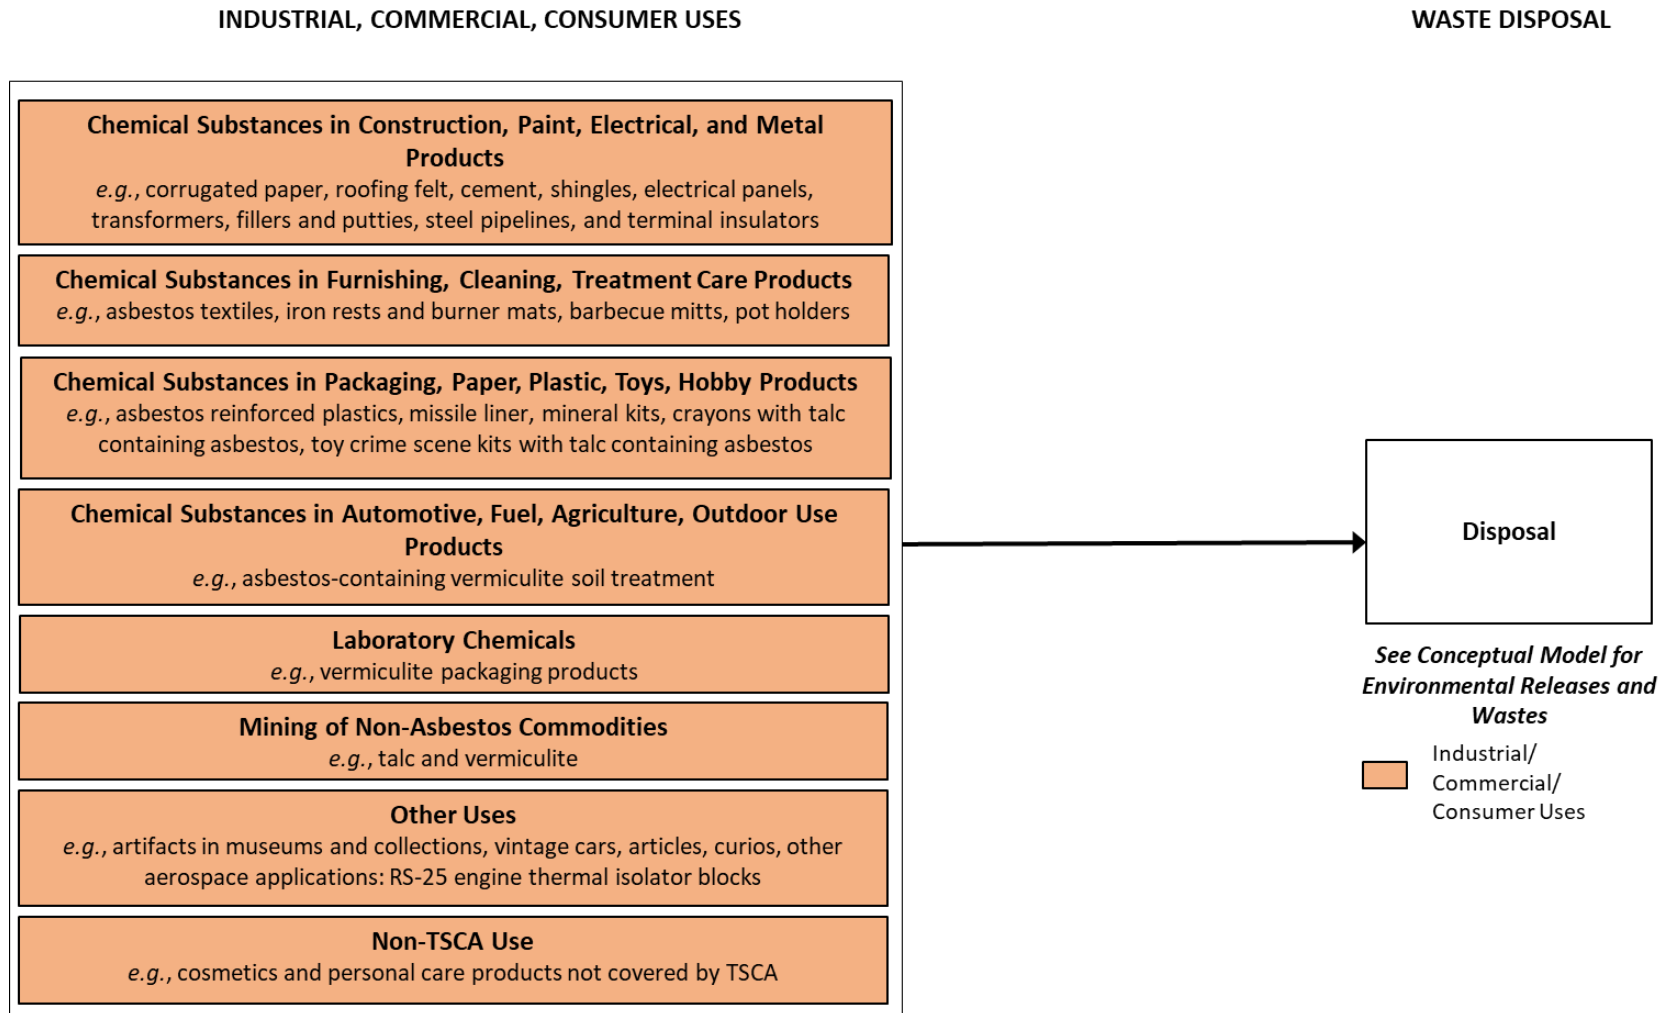 INDUSTRIAL, COMMERCIAL, CONSUMER USES
WASTE DISPOSAL
Chemical Substances in Construction, Paint, Electrical, and Metal
Products
e.g., corrugated paper, roofing felt, cement, shingles, electrical panels,
transformers, fillers and putties, steel pipelines, and terminal insulators
Chemical Substances in Furnishing, Cleaning, Treatment Care Products
e.g., asbestos textiles, iron rests and burner mats, barbecue mitts, pot holders
Chemical Substances in Packaging, Paper, Plastic, Toys, Hobby Products
e.g., asbestos reinforced plastics, missile liner, mineral kits, crayons with talc
containing asbestos, toy crime scene kits with talc containing asbestos
Chemical Substances in Automotive, Fuel, Agriculture, Outdoor Use
Products
e.g., asbestos-containing vermiculite soil treatment
Laboratory Chemicals
e.g., vermiculite packaging products
Mining of Non-Asbestos Commodities
e.g., talc and vermiculite
Other Uses
e.g., artifacts in museums and collections, vintage cars, articles, curios, other
aerospace applications: RS-25 engine thermal isolator blocks
Non-TSCA Use
e.g., cosmetics and personal care products not covered by TSCA
Disposal
See Conceptual Model for
Environmental Releases and
Wastes
Industrial/
Commercial/
Consumer Uses